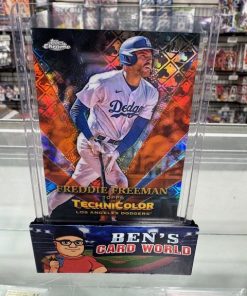 Topps
Chrome
Dodgers
FREDDIE FREEMAN
TOPPS
TECHNICOLOR
LOS ANGELES DODGERS
BEN'S
CARD WORLD